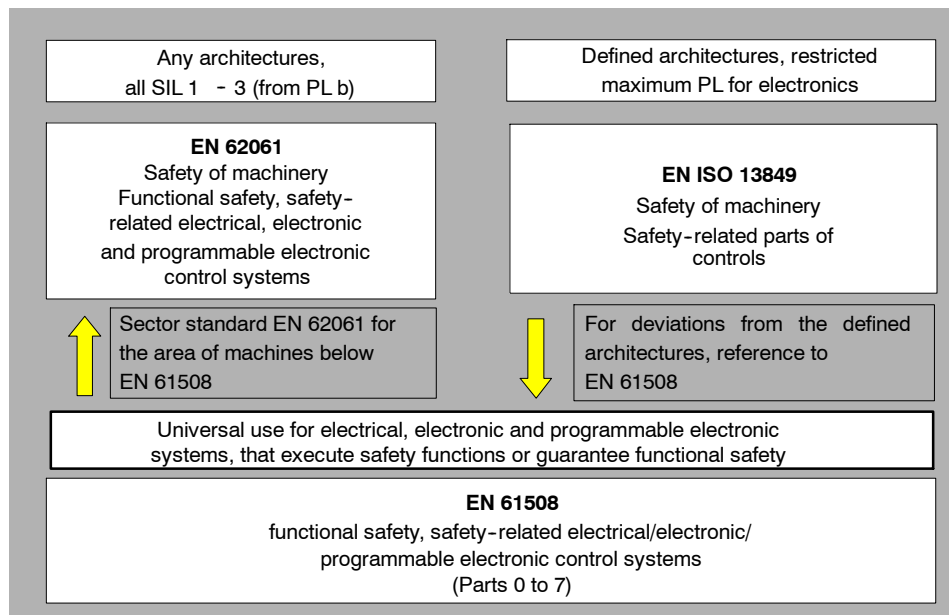 Any architectures,
all SIL 1 - 3 (from PL b)
Defined architectures, restricted
maximum PL for electronics
EN 62061
Safety of machinery
Functional safety, safety-
related electrical, electronic
and programmable electronic
control systems
EN ISO 13849
Safety of machinery
Safety-related parts of
controls
Sector standard EN 62061 for
the area of machines below
EN 61508
For deviations from the defined
architectures, reference to
EN 61508
Universal use for electrical, electronic and programmable electronic
systems, that execute safety functions or guarantee functional safety
EN 61508
functional safety, safety-related electrical/electronic/
programmable electronic control systems
(Parts 0 to 7)